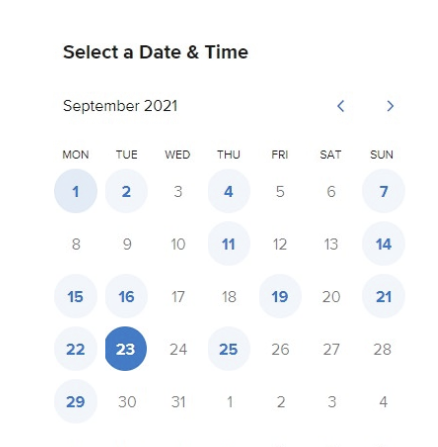 Select a Date & Time
September 2021
MON TUE WED THU FRI SAT SUN
1 2 3 4 5 6 7
8 9 10 11 12 13 14
15 16 17 18 19 20 21
22 23 24 25 26 27 28
29 30 31 1 2 3 4